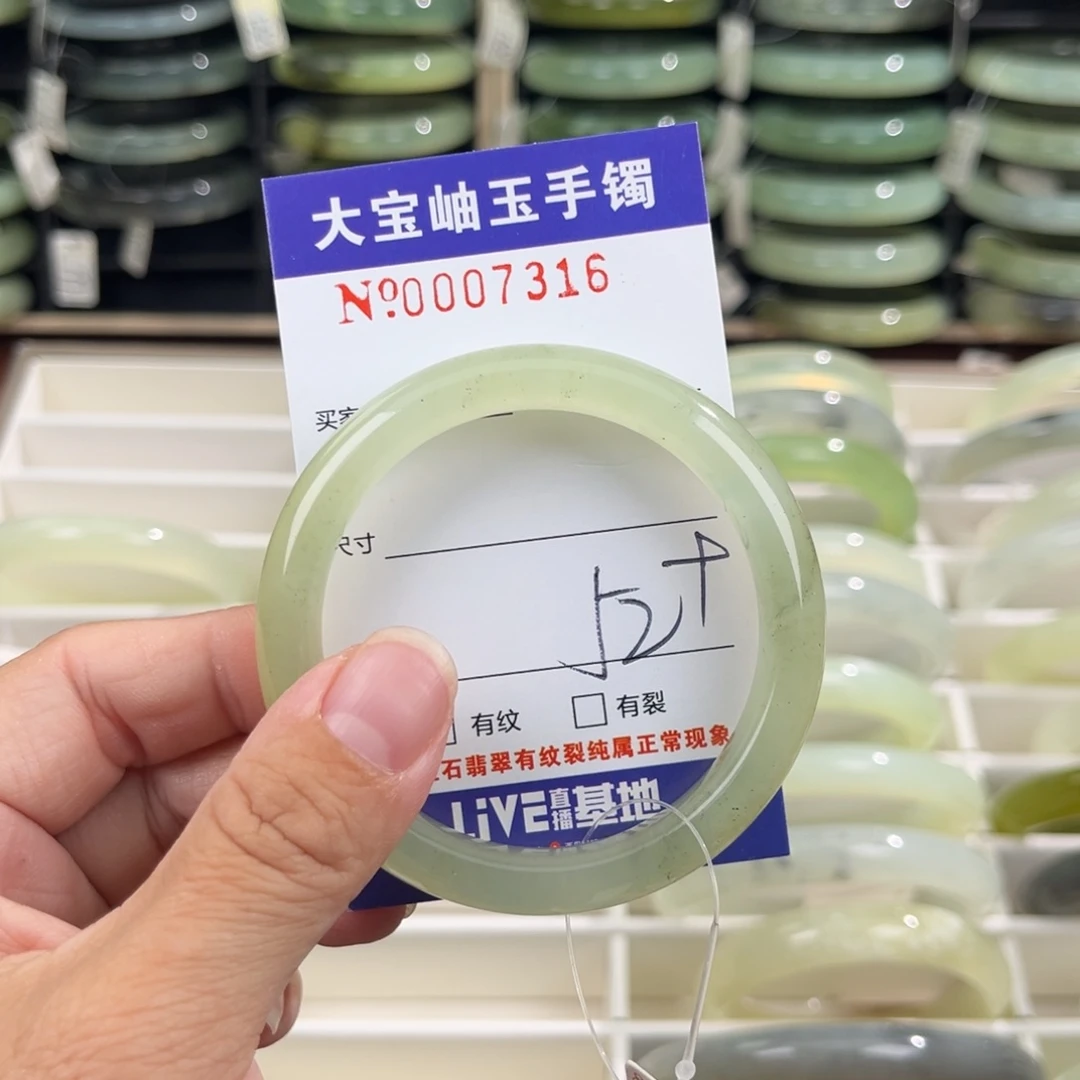 大宝岫玉手镯
Nº0007316
买家
尺寸
52+
有纹 有裂
石翡翠有纹裂纯属正常现象
LiVE直播基地